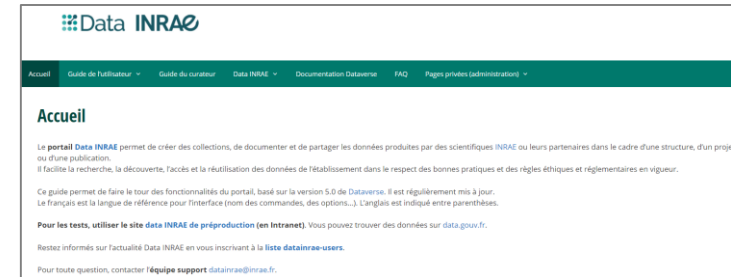 Data INRAE
Accueil Guide de l'utilisateur Guide du curateur Data INRAE Documentation Dataverse FAQ Pages privées (administration)
Accueil
Le portail Data INRAE permet de créer des collections, de documenter et de partager les données produites par des scientifiques INRAE ou leurs partenaires dans le cadre d'une structure, d'un
ou d'une publication.
Il facilite la recherche, la découverte, l'accès et la réutilisation des données de l'établissement dans le respect des bonnes pratiques et des règles éthiques et réglementaires en vigueur.
Ce guide permet de faire le tour des fonctionnalités du portail, basé sur la version 5.0 de Dataverse. Il est régulièrement mis à jour.
Le français est la langue de référence pour l'interface (nom des commandes, des options...). L'anglais est indiqué entre parenthèses.
Pour les tests, utiliser le site data INRAE de préproduction (en Intranet). Vous pouvez trouver des données sur data.gouv.fr.
Restez informés sur l'actualité Data INRAE en vous inscrivant à la liste datainrae-users.
Pour toute question, contacter l'équipe support datainrae@inrae.fr.